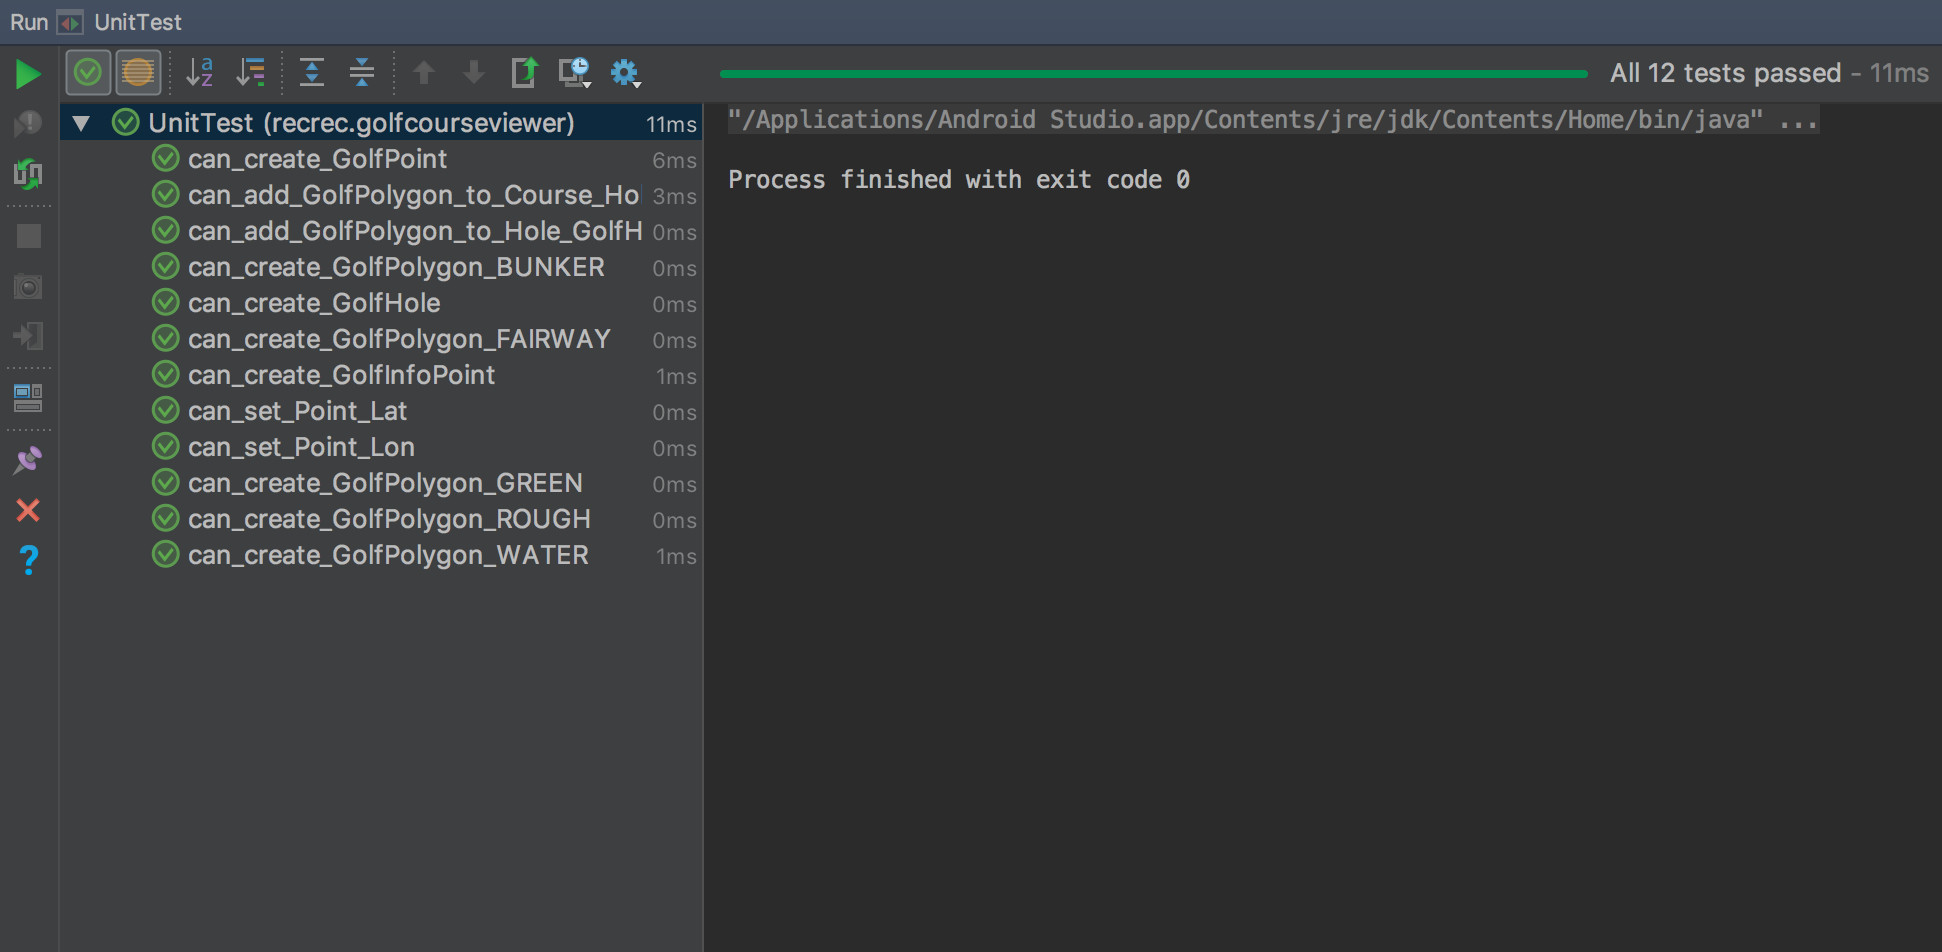 Run UnitTest
All 12 tests passed - 11ms
UnitTest (recrec.golfcourseviewer) 11ms
can_create_GolfPoint 6ms
can_add_GolfPolygon_to_Course_Ho 3ms
can_add_GolfPolygon_to_Hole_GolfH 0ms
can_create_GolfPolygon_BUNKER 0ms
can_create_GolfHole 0ms
can_create_GolfPolygon_FAIRWAY 0ms
can_create_GolfInfoPoint 1ms
can_set_Point_Lat 0ms
can_set_Point_Lon 0ms
can_create_GolfPolygon_GREEN 0ms
can_create_GolfPolygon_ROUGH 0ms
can_create_GolfPolygon_WATER 1ms
"/Applications/Android Studio.app/Contents/jre/jdk/Contents/Home/bin/java" ...
Process finished with exit code 0